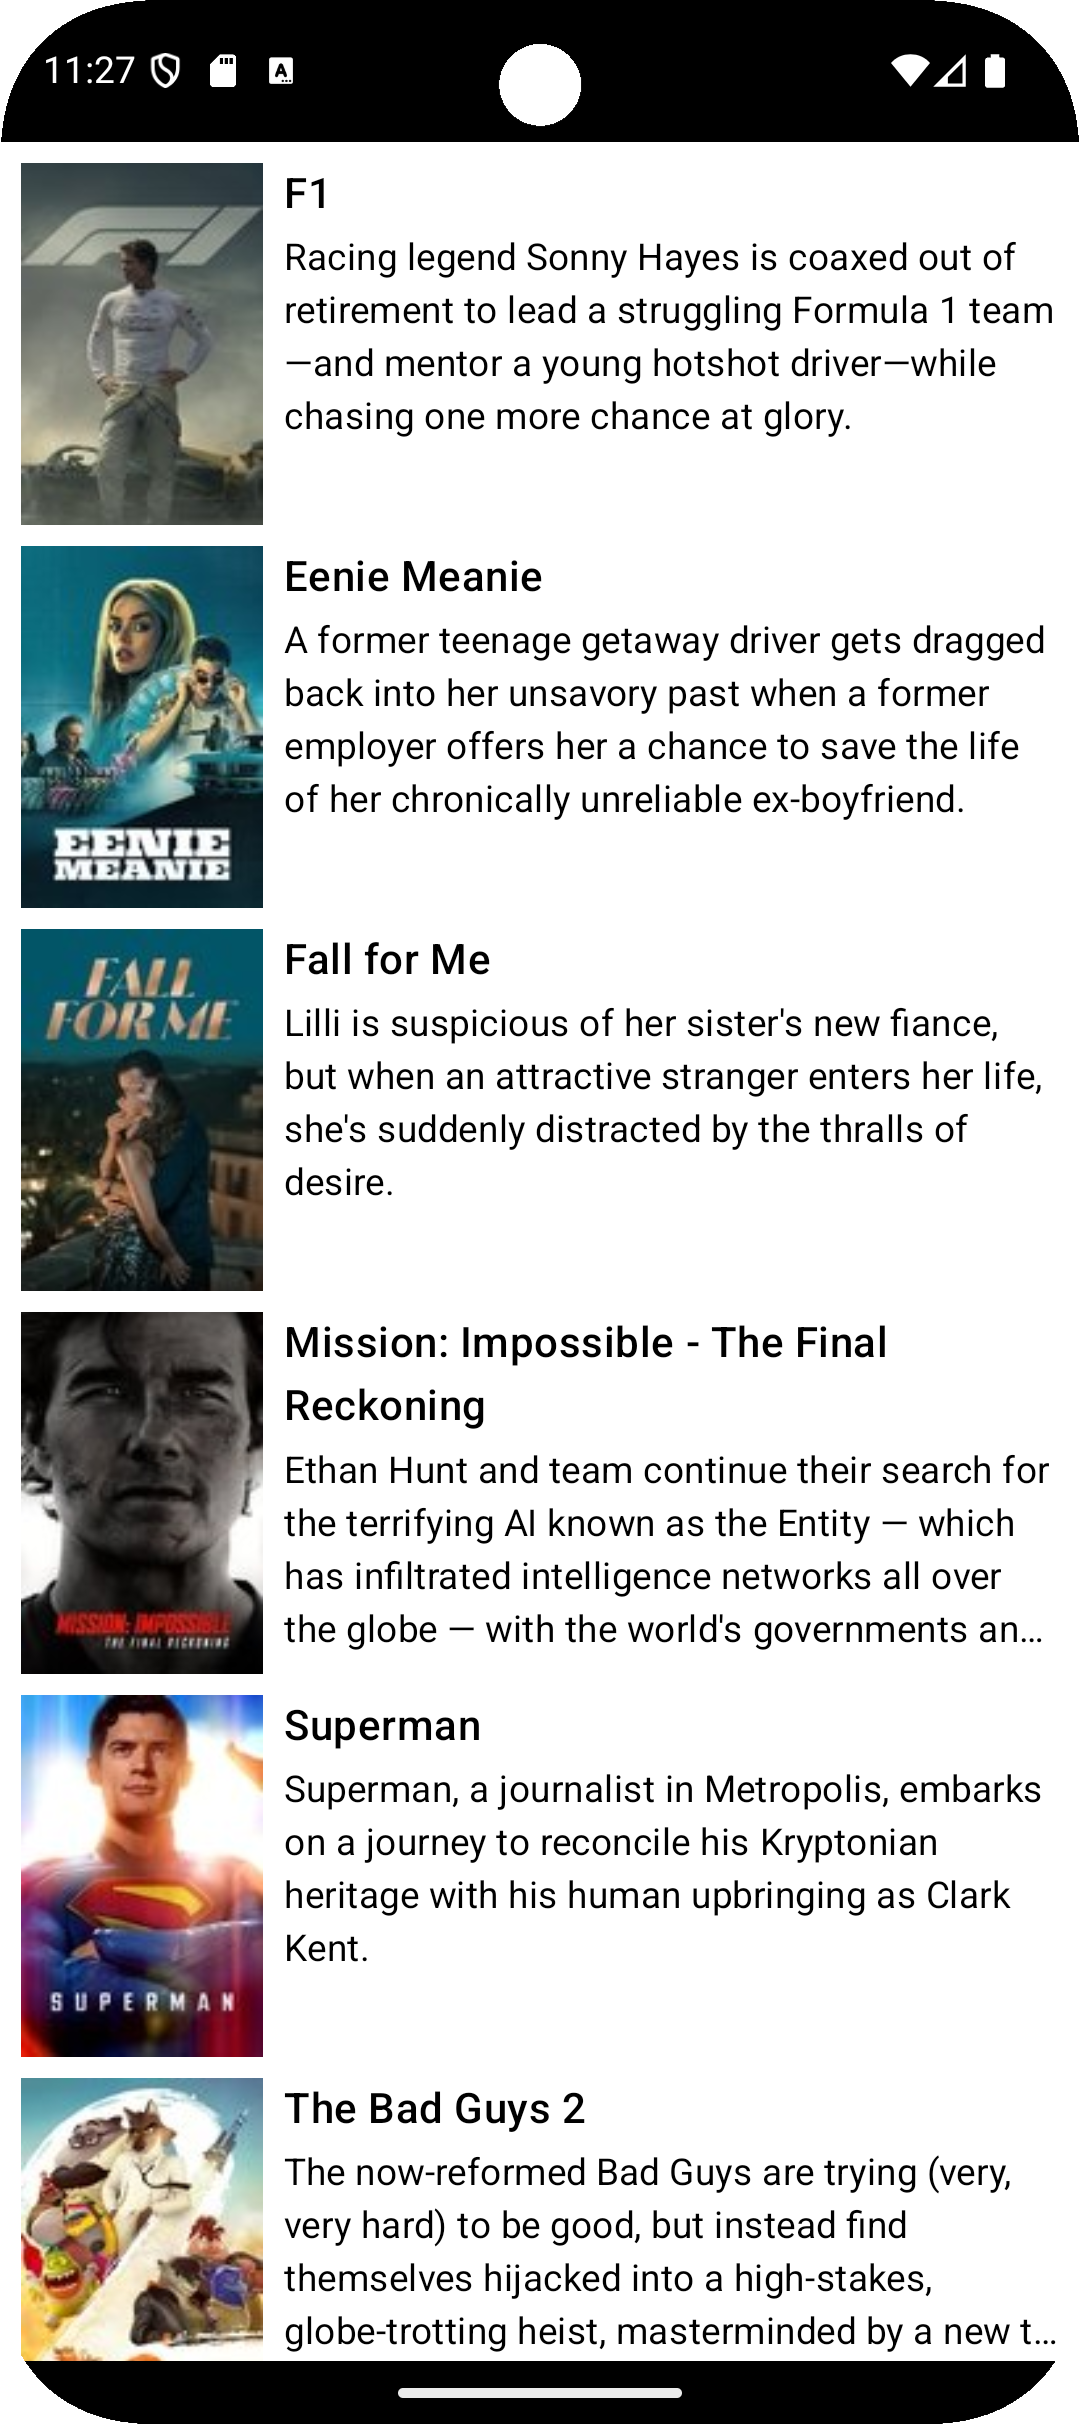 11:27
F1
Racing legend Sonny Hayes is coaxed out of
retirement to lead a struggling Formula 1 team
—and mentor a young hotshot driver—while
chasing one more chance at glory.
EENIE
MEANIE
Eenie Meanie
A former teenage getaway driver gets dragged
back into her unsavory past when a former
employer offers her a chance to save the life
of her chronically unreliable ex-boyfriend.
FALL
FOR ME
Fall for Me
Lilli is suspicious of her sister's new fiance,
but when an attractive stranger enters her life,
she's suddenly distracted by the thralls of
desire.
MISSION: IMPOSSIBLE
THE FINAL RECKONING
Mission: Impossible - The Final
Reckoning
Ethan Hunt and team continue their search for
the terrifying AI known as the Entity — which
has infiltrated intelligence networks all over
the globe — with the world's governments an…
SUPERMAN
Superman
Superman, a journalist in Metropolis, embarks
on a journey to reconcile his Kryptonian
heritage with his human upbringing as Clark
Kent.
The Bad Guys 2
The now-reformed Bad Guys are trying (very,
very hard) to be good, but instead find
themselves hijacked into a high-stakes,
globe-trotting heist, masterminded by a new t…